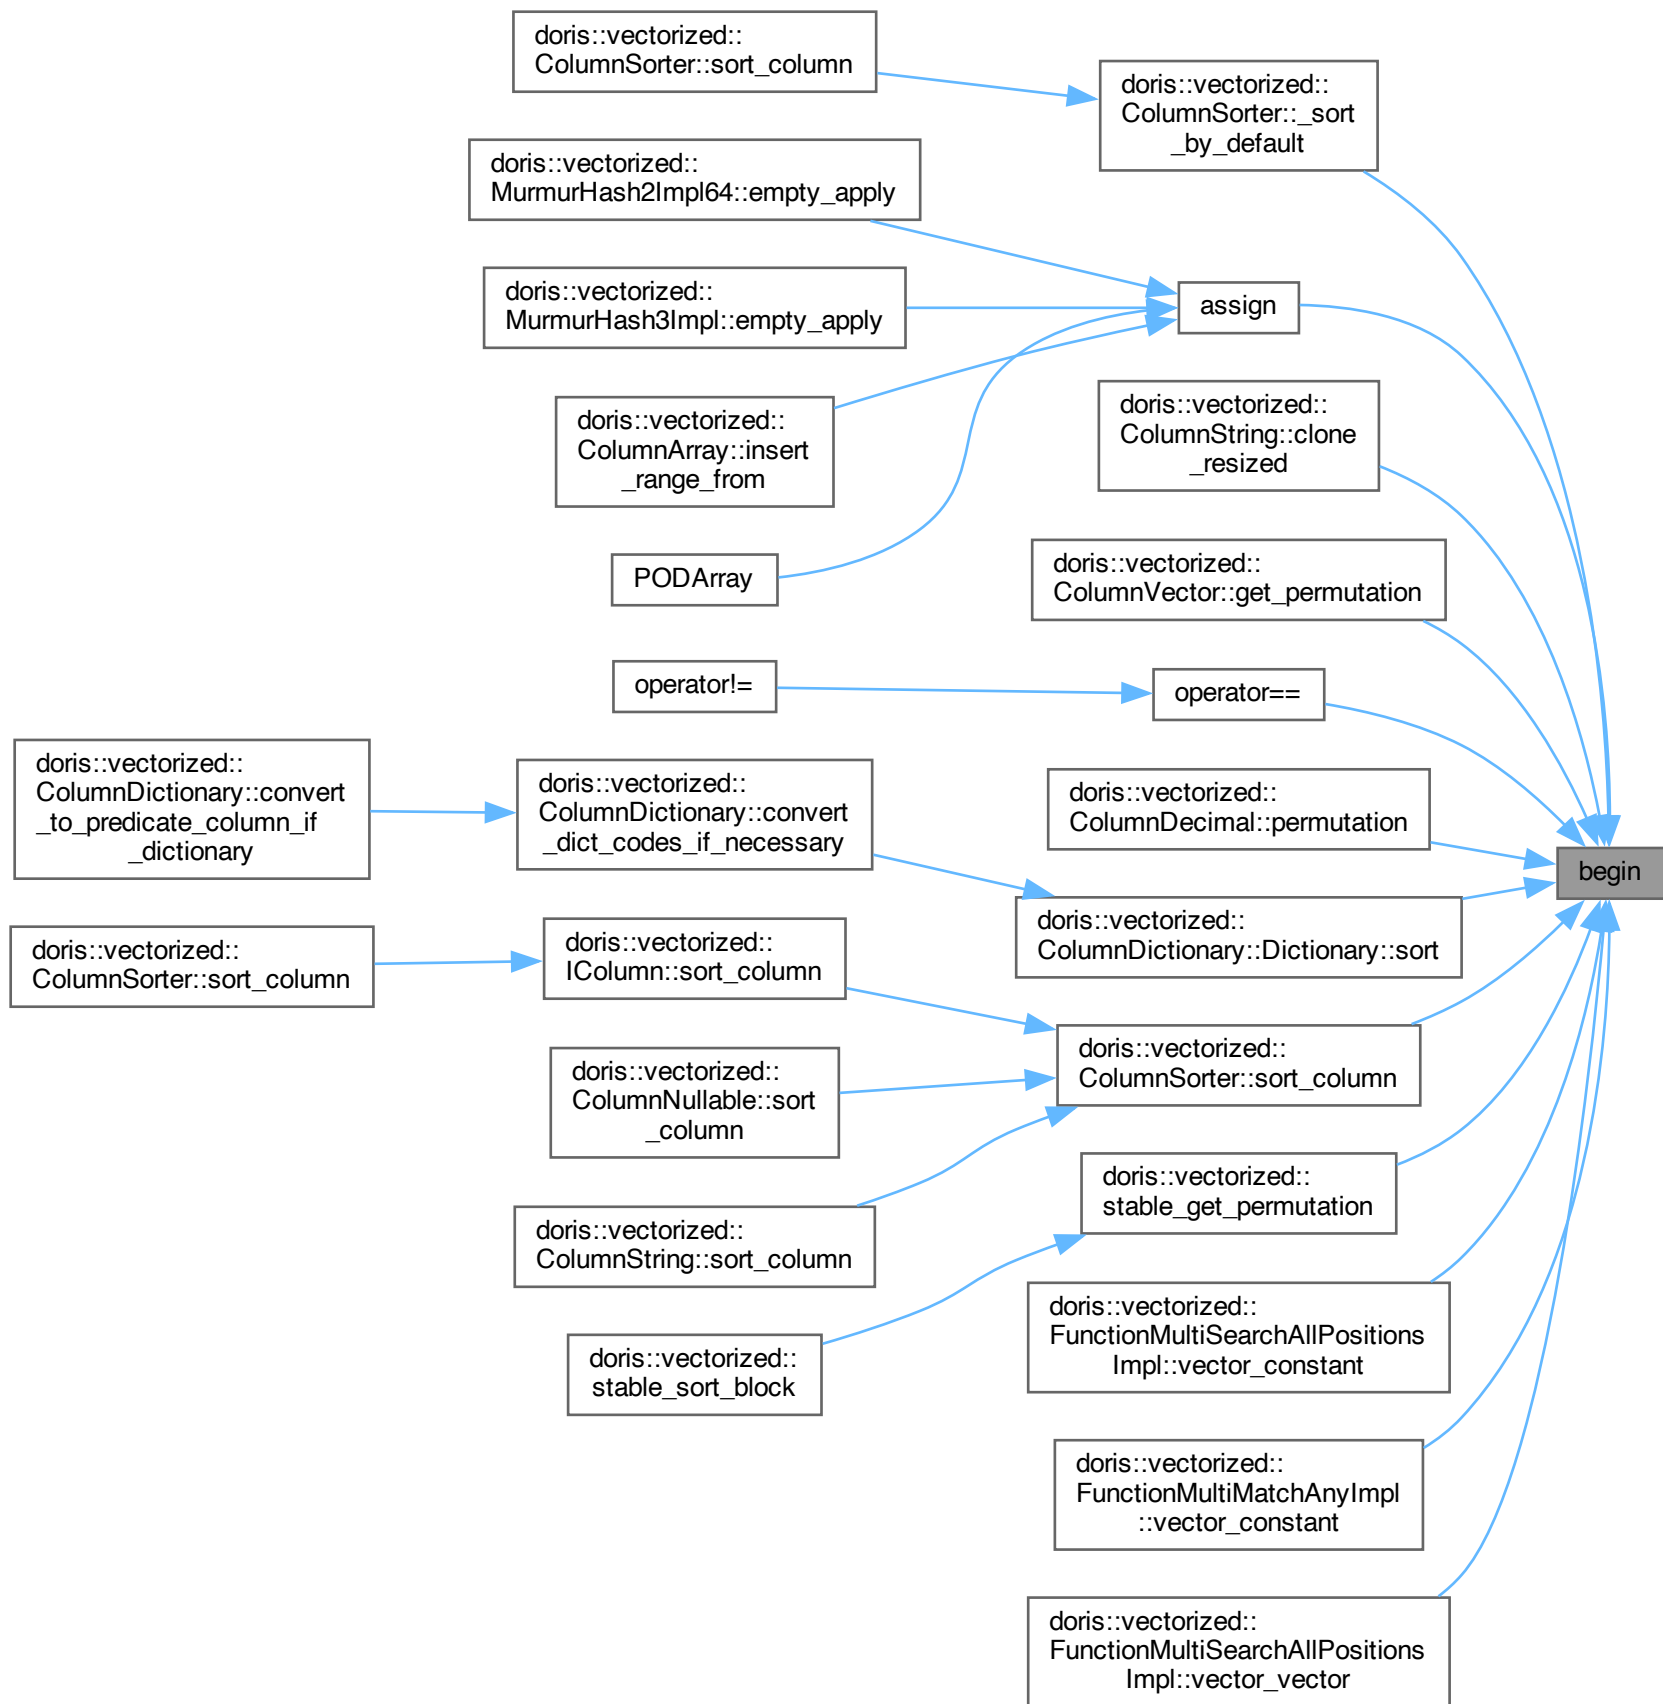 doris::vectorized::
ColumnSorter::sort_column
doris::vectorized::
ColumnSorter::_sort
_by_default
doris::vectorized::
MurmurHash2Impl64::empty_apply
doris::vectorized::
MurmurHash3Impl::empty_apply
assign
doris::vectorized::
ColumnArray::insert
_range_from
doris::vectorized::
ColumnString::clone
_resized
PODArray
doris::vectorized::
ColumnVector::get_permutation
operator!=
operator==
doris::vectorized::
ColumnDictionary::convert
_to_predicate_column_if
_dictionary
doris::vectorized::
ColumnDictionary::convert
_dict_codes_if_necessary
doris::vectorized::
ColumnDecimal::permutation
begin
doris::vectorized::
ColumnDictionary::Dictionary::sort
doris::vectorized::
ColumnSorter::sort_column
doris::vectorized::
IColumn::sort_column
doris::vectorized::
ColumnSorter::sort_column
doris::vectorized::
ColumnNullable::sort
_column
doris::vectorized::
stable_get_permutation
doris::vectorized::
ColumnString::sort_column
doris::vectorized::
FunctionMultiSearchAllPositions
Impl::vector_constant
doris::vectorized::
stable_sort_block
doris::vectorized::
FunctionMultiMatchAnyImpl
::vector_constant
doris::vectorized::
FunctionMultiSearchAllPositions
Impl::vector_vector